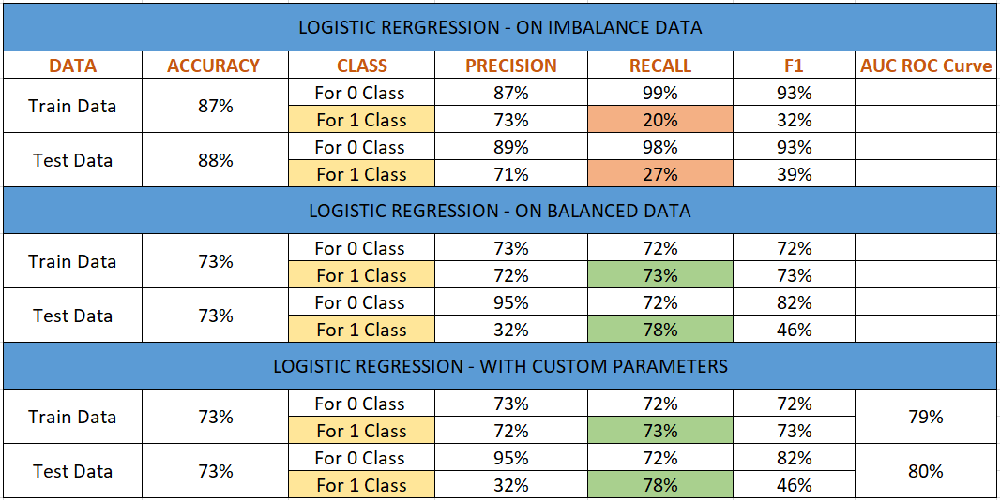 LOGISTIC RERGRESSION - ON IMBALANCE DATA
DATA ACCURACY CLASS PRECISION RECALL F1 AUC ROC Curve
Train Data 87% For 0 Class 87% 99% 93%
For 1 Class 73% 20% 32%
Test Data 88% For 0 Class 89% 98% 93%
For 1 Class 71% 27% 39%
LOGISTIC REGRESSION - ON BALANCED DATA
Train Data 73% For 0 Class 73% 72% 72%
For 1 Class 72% 73% 73%
Test Data 73% For 0 Class 95% 72% 82%
For 1 Class 32% 78% 46%
LOGISTIC REGRESSION - WITH CUSTOM PARAMETERS
Train Data 73% For 0 Class 73% 72% 72% 79%
For 1 Class 72% 73% 73%
Test Data 73% For 0 Class 95% 72% 82% 80%
For 1 Class 32% 78% 46%